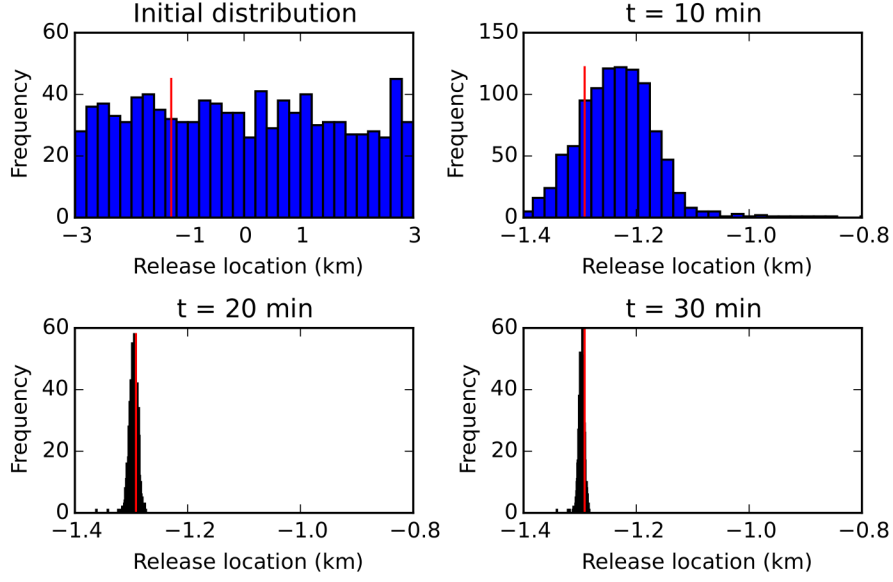 Initial distribution
60
40
20
0
Frequency
−3 −1 0 1 3
Release location (km)
t = 10 min
150
100
50
0
Frequency
−1.4 −1.2 −1.0 −0.8
Release location (km)
t = 20 min
60
40
20
0
Frequency
−1.4 −1.2 −1.0 −0.8
Release location (km)
t = 30 min
60
40
20
0
Frequency
−1.4 −1.2 −1.0 −0.8
Release location (km)